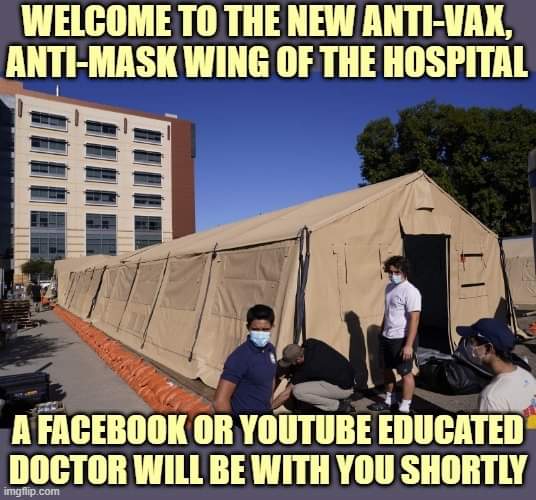 WELCOME TO THE NEW ANTI-VAX,
ANTI-MASK WING OF THE HOSPITAL
A FACEBOOK OR YOUTUBE EDUCATED
DOCTOR WILL BE WITH YOU SHORTLY
imgflip.com